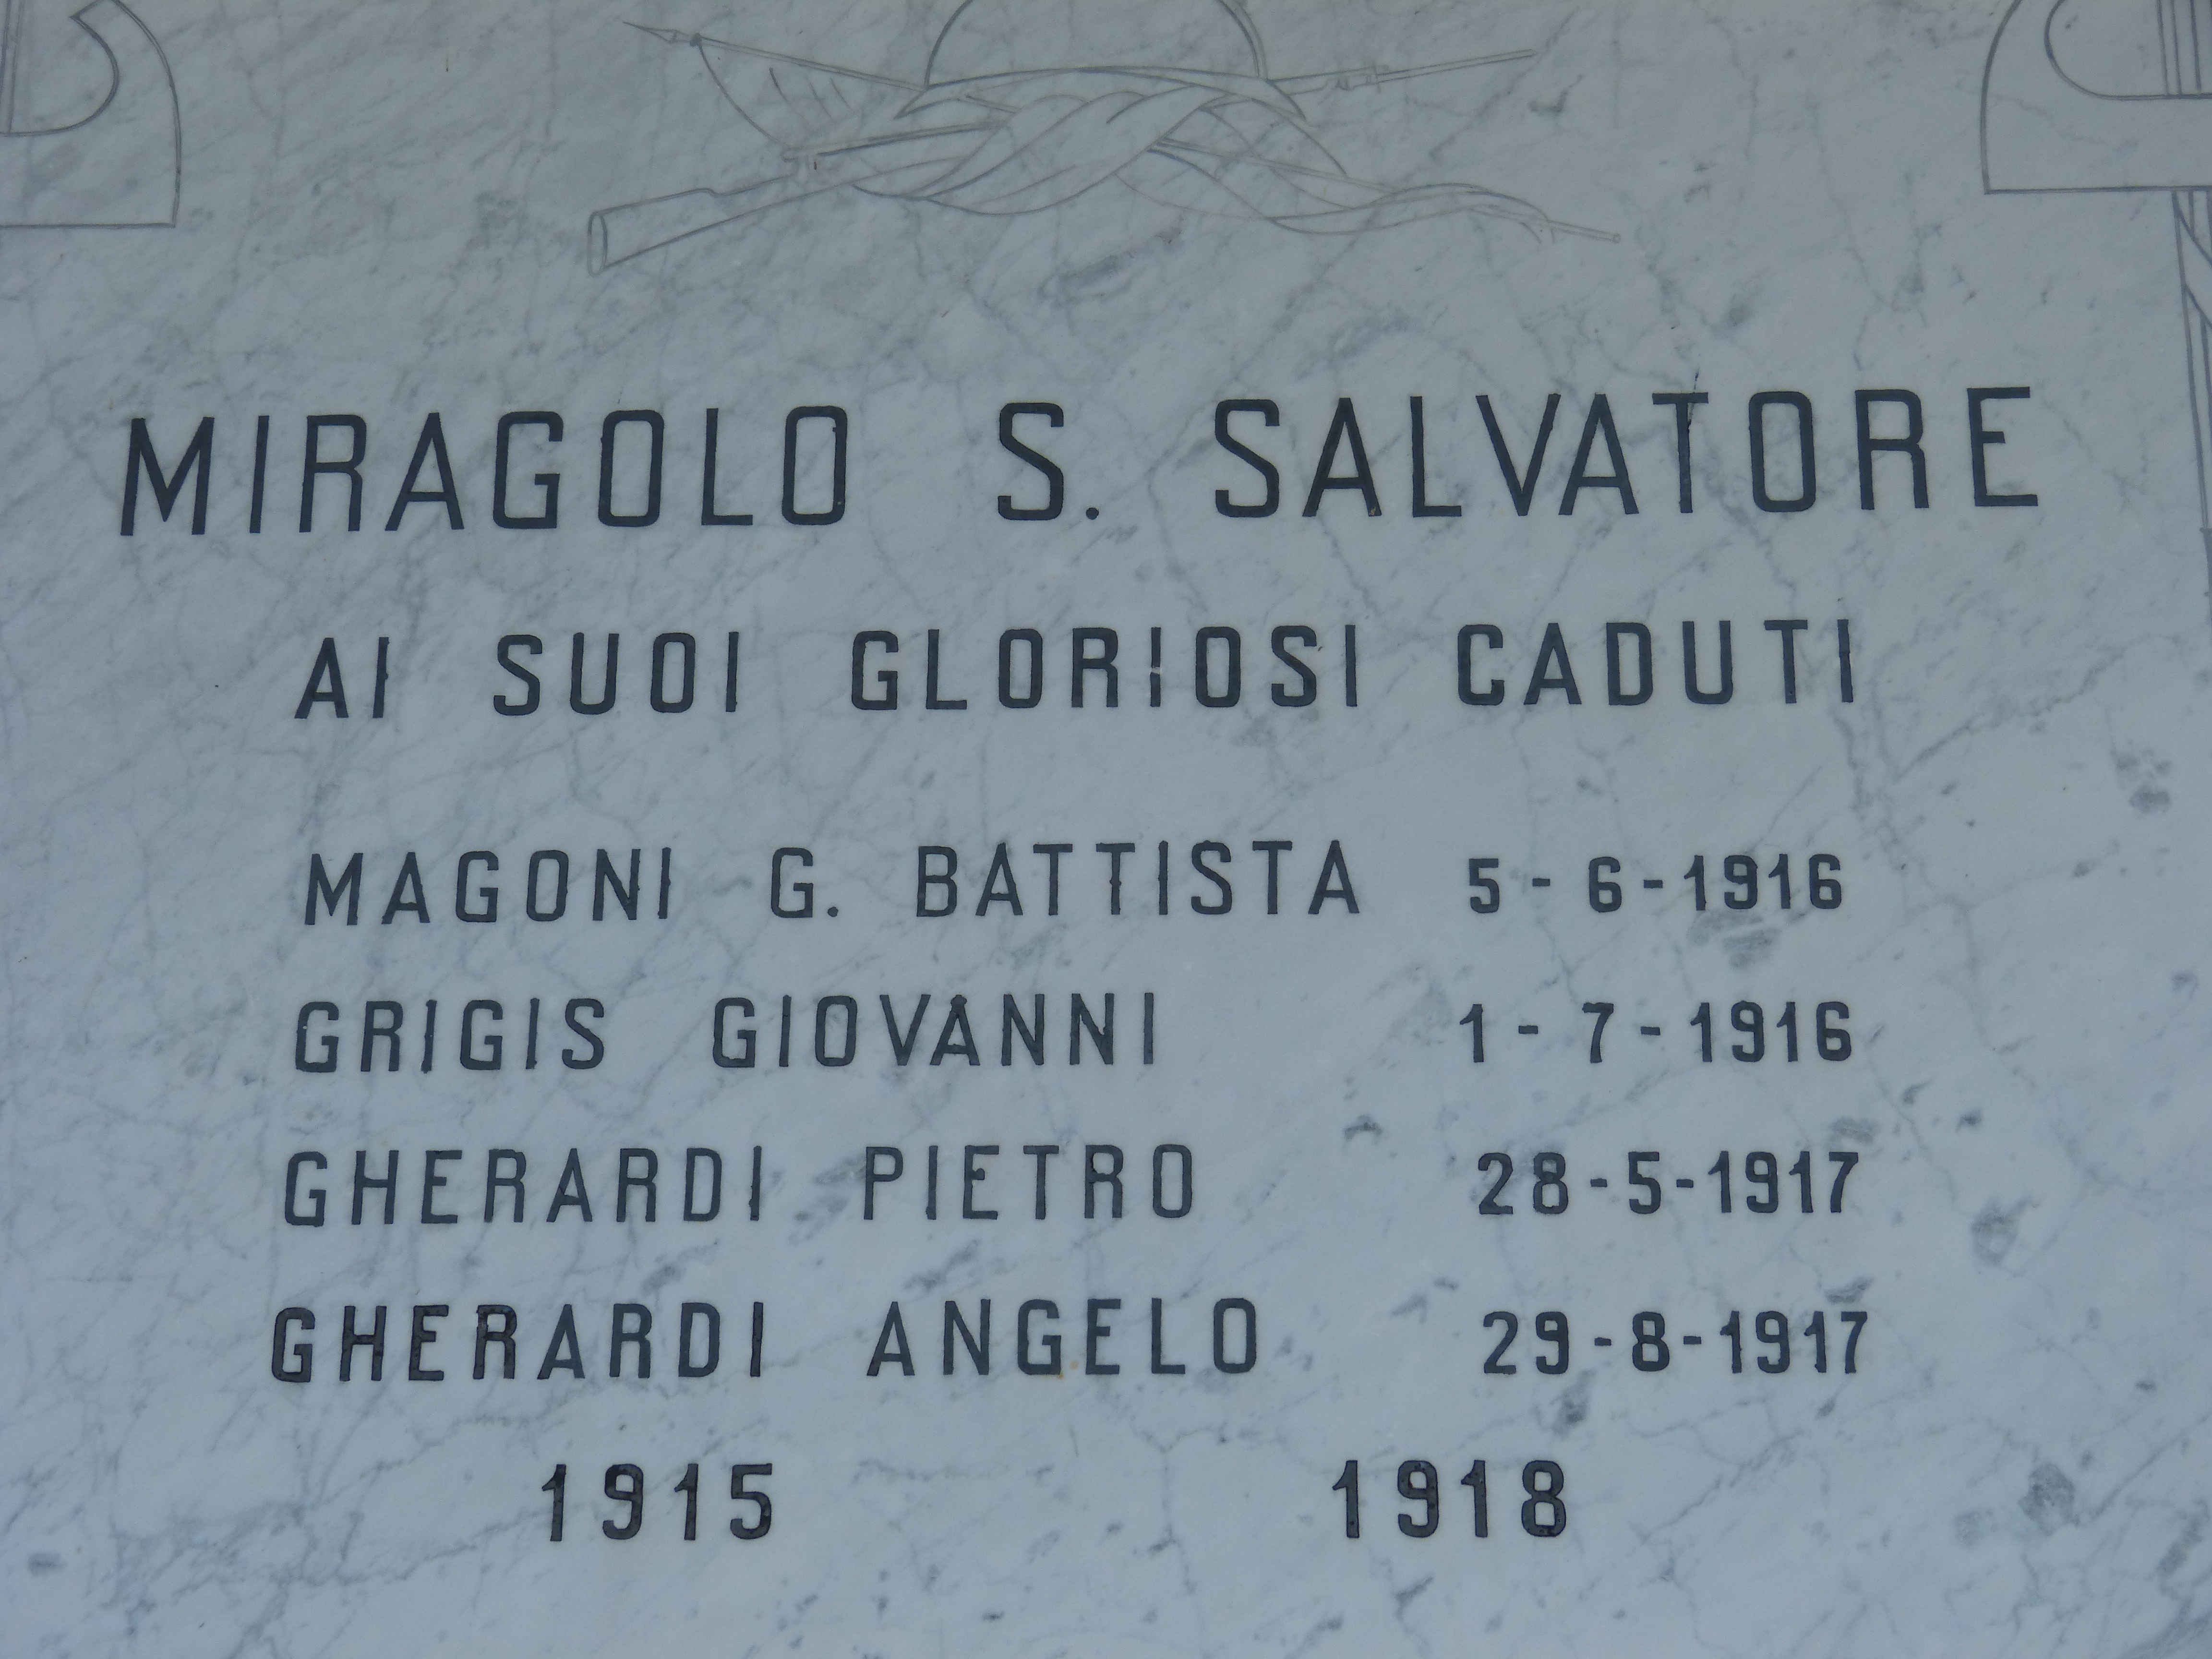 MIRAGOLO S. SALVATORE
AI SUOI GLORIOSI CADUTI
MAGONI G. BATTISTA 5-6-1916
GRIGIS GIOVANNI 1-7-1916
GHERARDI PIETRO 28-5-1917
GHERARDI ANGELO 29-8-1917
1915 1918